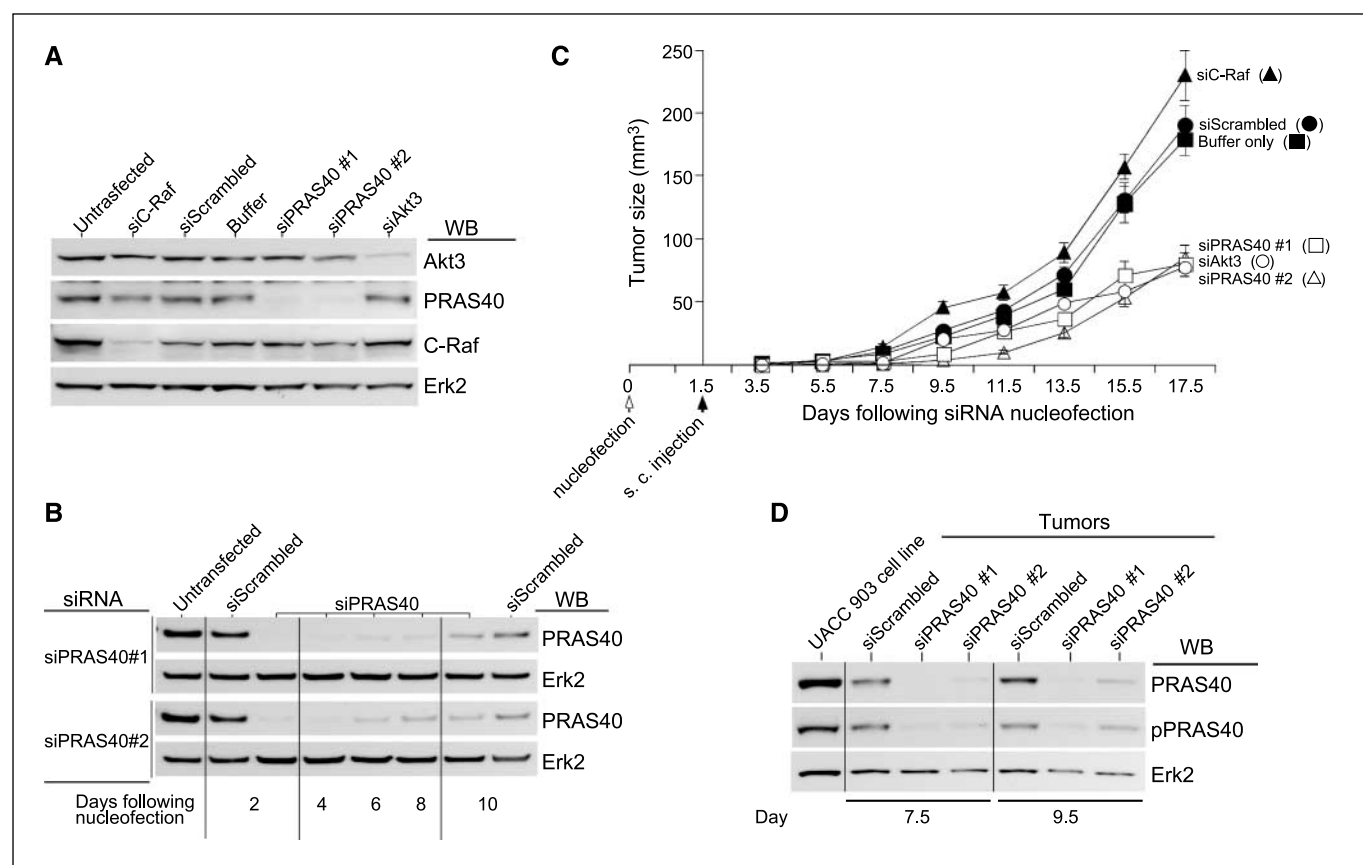 A
Untrasfected
siC-Raf
siScrambled
Buffer
siPRAS40 #1
siPRAS40 #2
siAkt3
WB
Akt3
PRAS40
C-Raf
Erk2
C
Tumor size (mm³)
250
200
150
100
50
siC-Raf (▲)
siScrambled (●)
Buffer only (■)
siPRAS40 #1 (□)
siAkt3 (○)
siPRAS40 #2 (△)
0 1.5 3.5 5.5 7.5 9.5 11.5 13.5 15.5 17.5
Days following siRNA nucleofection
nucleofection
s. c. injection
B
siRNA
Untransfected
siScrambled
siPRAS40
siScrambled
WB
siPRAS40#1
PRAS40
Erk2
siPRAS40#2
PRAS40
Erk2
Days following
nucleofection
2 4 6 8 10
D
Tumors
UACC 903 cell line
siScrambled
siPRAS40 #1
siPRAS40 #2
siScrambled
siPRAS40 #1
siPRAS40 #2
WB
PRAS40
pPRAS40
Erk2
Day 7.5 9.5